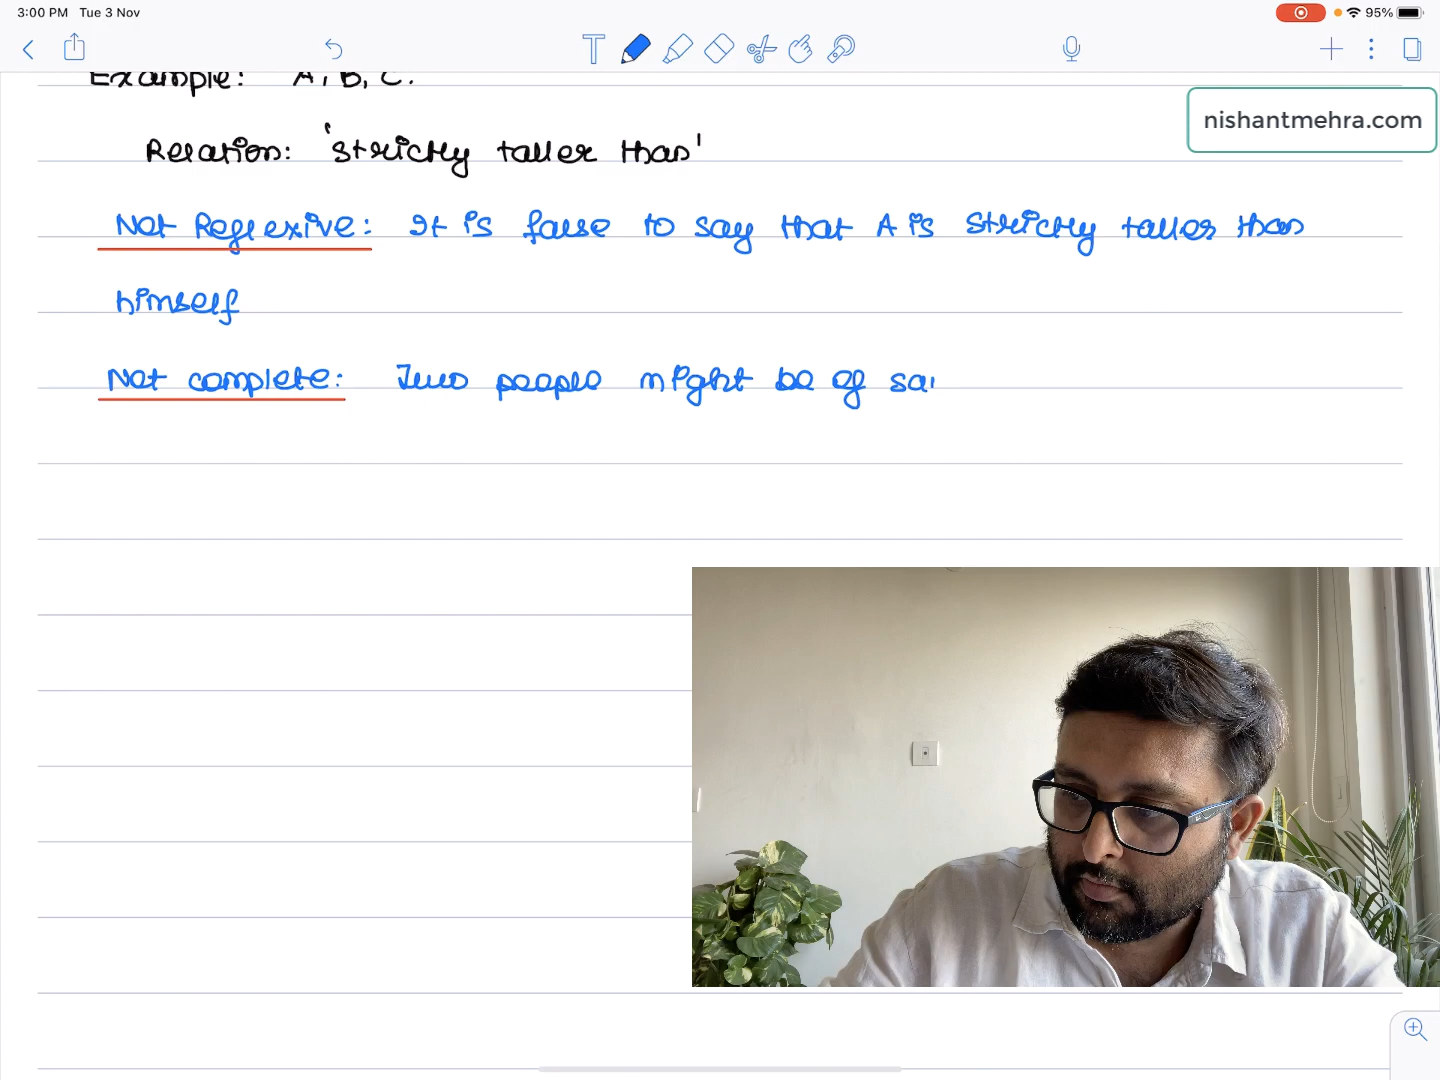 3:00 PM Tue 3 Nov
95%
Example: A, B, C.
nishantmehra.com
Relation: 'strictly taller than'
Not Reflexive: It is false to say that A is strictly taller than
himself
Not complete: Two people might be of sa